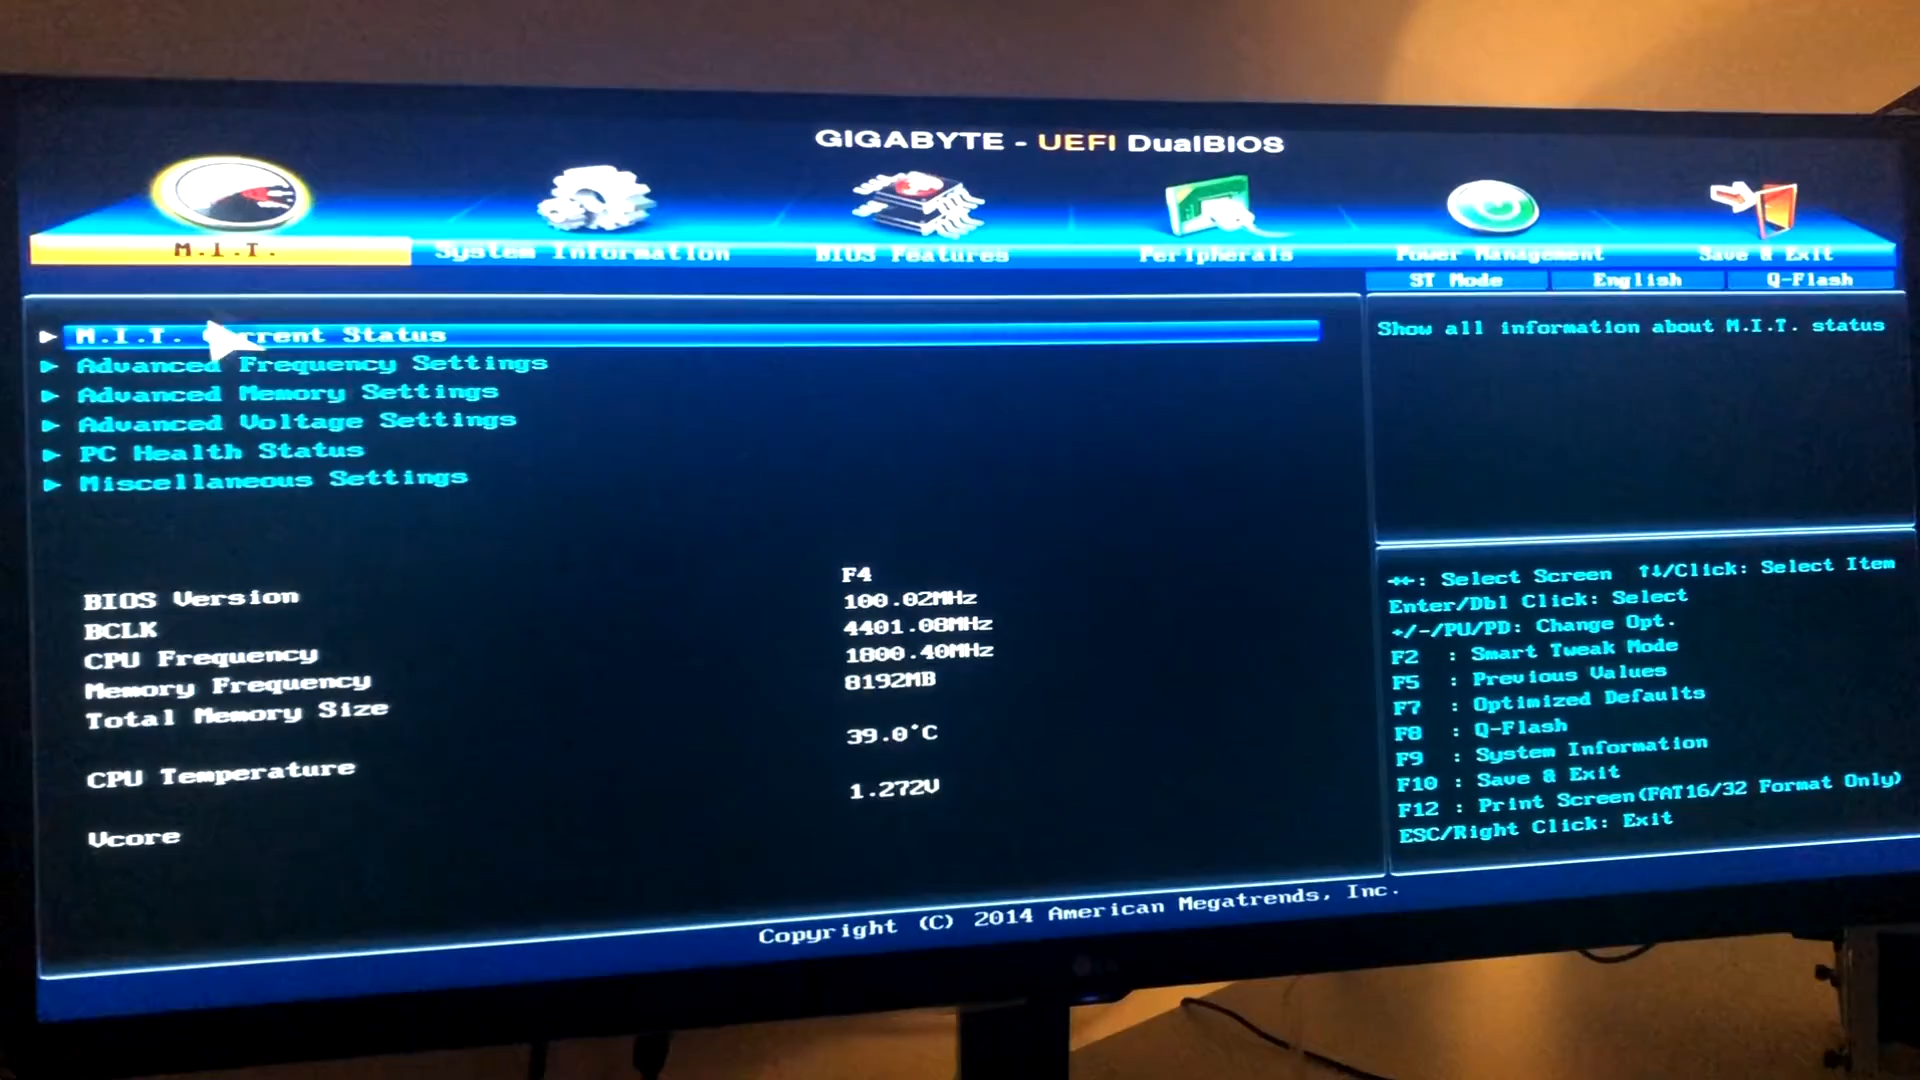 GIGABYTE - UEFI DualBIOS
M.I.T. System Information BIOS Features Peripherals Power Management Save & Exit
ST Mode English Q-Flash
M.I.T. Current Status
Advanced Frequency Settings
Advanced Memory Settings
Advanced Voltage Settings
PC Health Status
Miscellaneous Settings
BIOS Version F4
BCLK 100.02MHz
CPU Frequency 4401.08MHz
Memory Frequency 1800.40MHz
Total Memory Size 8192MB
CPU Temperature 39.0°C
Vcore 1.272V
Show all information about M.I.T. status
→←: Select Screen ↑↓/Click: Select Item
Enter/Dbl Click: Select
+/-/PU/PD: Change Opt.
F2 : Smart Tweak Mode
F5 : Previous Values
F7 : Optimized Defaults
F8 : Q-Flash
F9 : System Information
F10 : Save & Exit
F12 : Print Screen(FAT16/32 Format Only)
ESC/Right Click: Exit
Copyright (C) 2014 American Megatrends, Inc.
LG